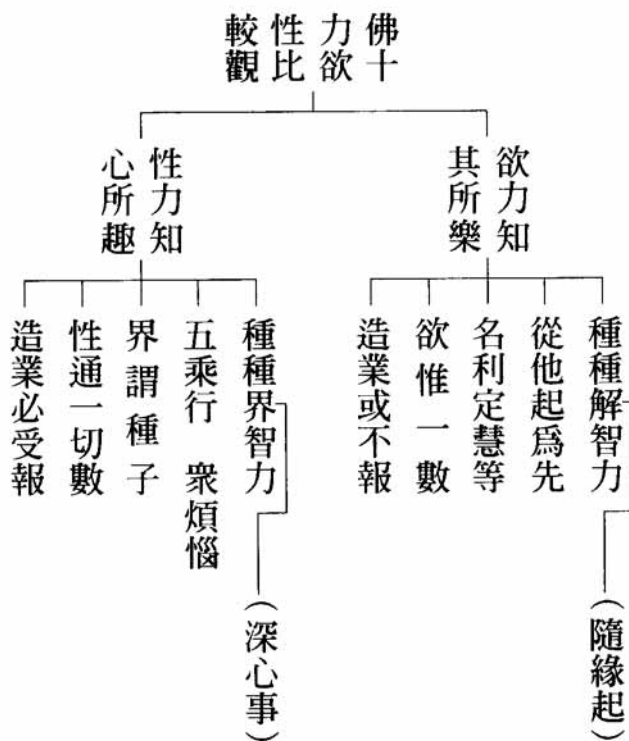 佛十
力欲
性比
較觀
欲力知
其所樂
種種解智力
（隨緣起）
從他起爲先
名利定慧等
欲惟一數
造業或不報
性力知
心所趣
種種界智力
（深心事）
五乘行　衆煩惱
界謂種子
性通一切數
造業必受報